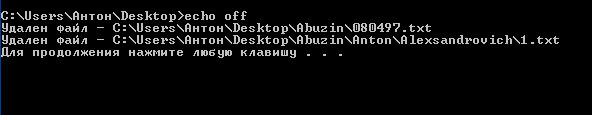 C:\Users\Антон\Desktop>echo off
Удален файл - C:\Users\Антон\Desktop\Abuzin\080497.txt
Удален файл - C:\Users\Антон\Desktop\Abuzin\Anton\Alexsandrovich\1.txt
Для продолжения нажмите любую клавишу . . .